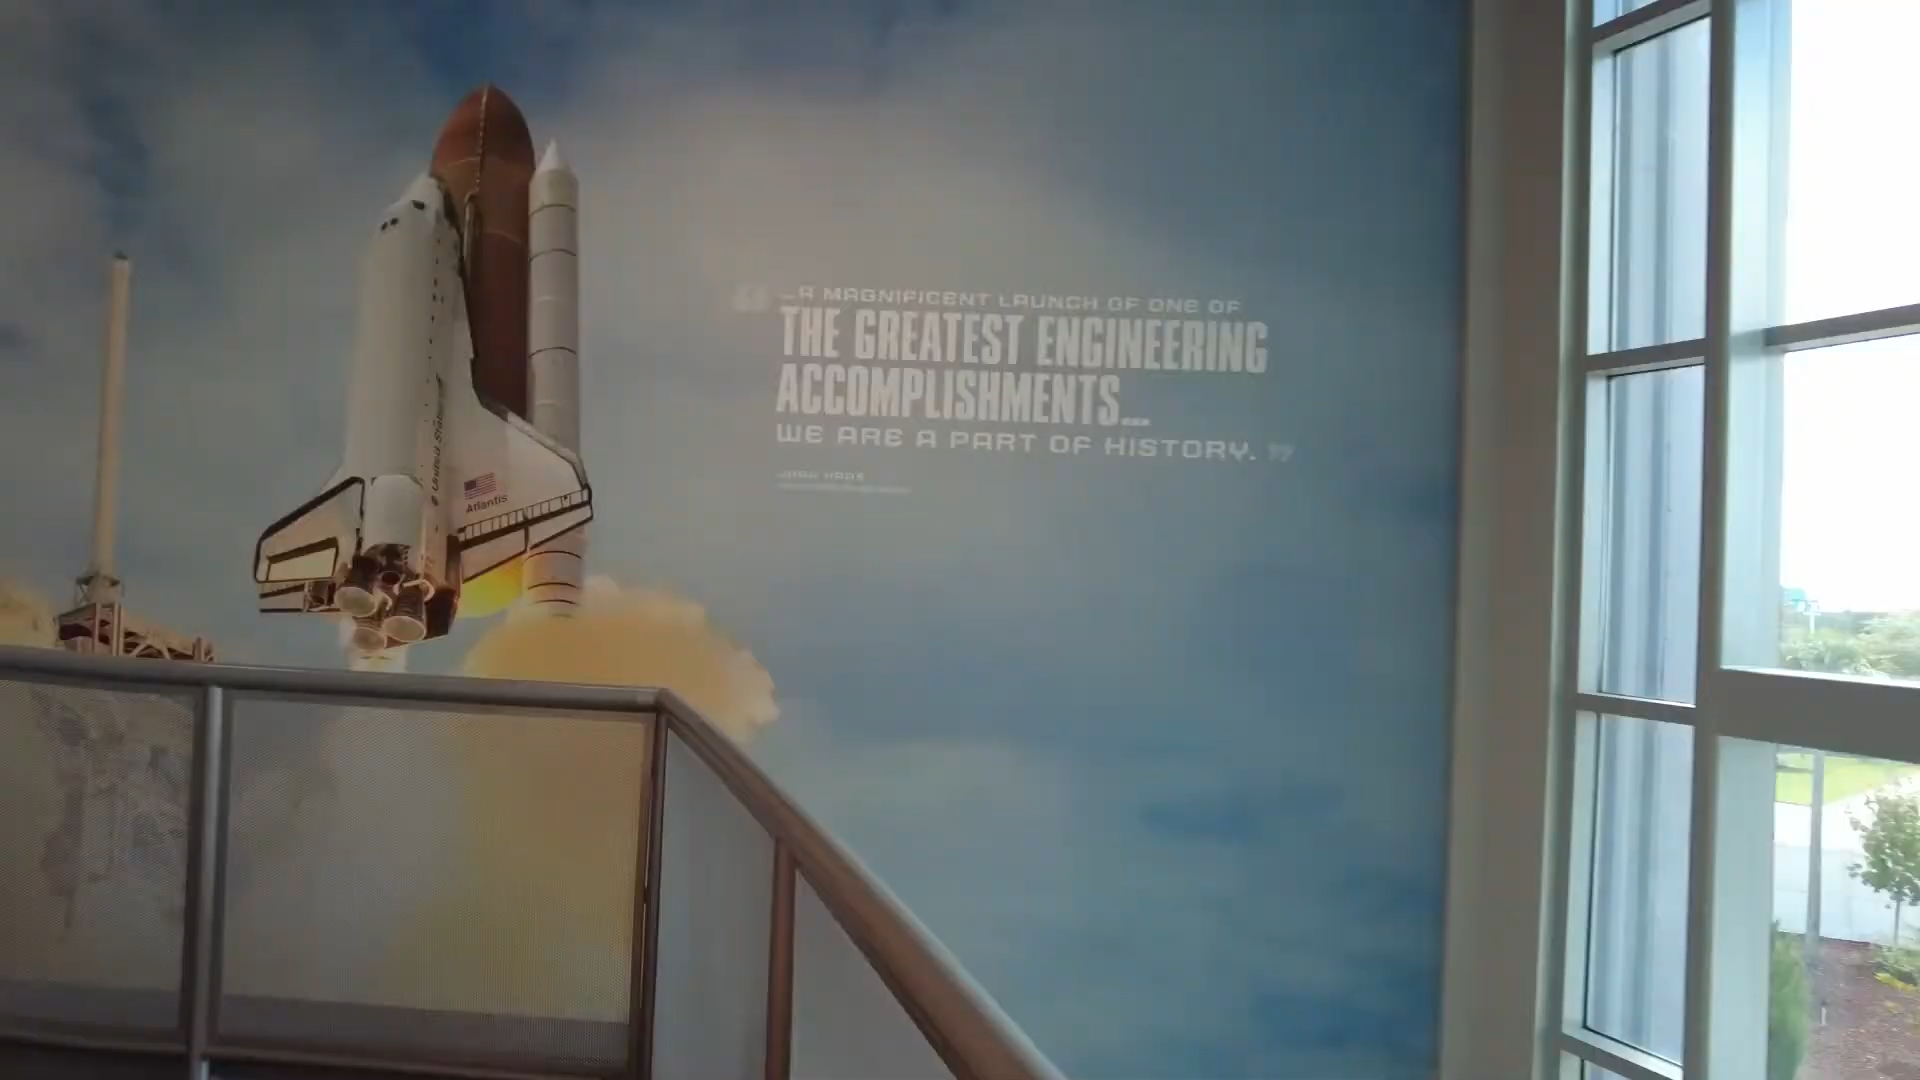 United States
Atlantis
“ ...A MAGNIFICENT LAUNCH OF ONE OF
THE GREATEST ENGINEERING
ACCOMPLISHMENTS...
WE ARE A PART OF HISTORY. ”